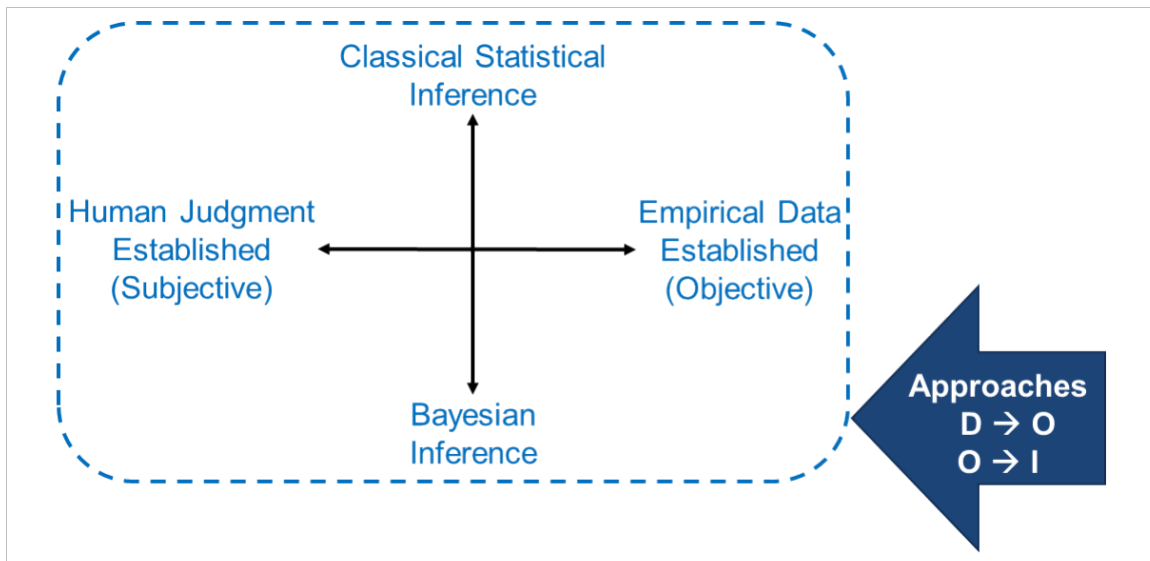 Classical Statistical
Inference
Human Judgment
Established
(Subjective)
Empirical Data
Established
(Objective)
Bayesian
Inference
Approaches
D → O
O → I